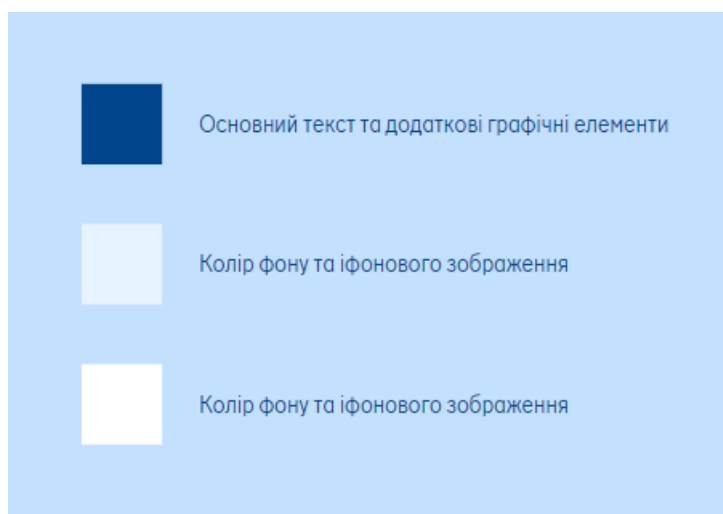 Основний текст та додаткові графічні елементи
Колір фону та іфонового зображення
Колір фону та іфонового зображення